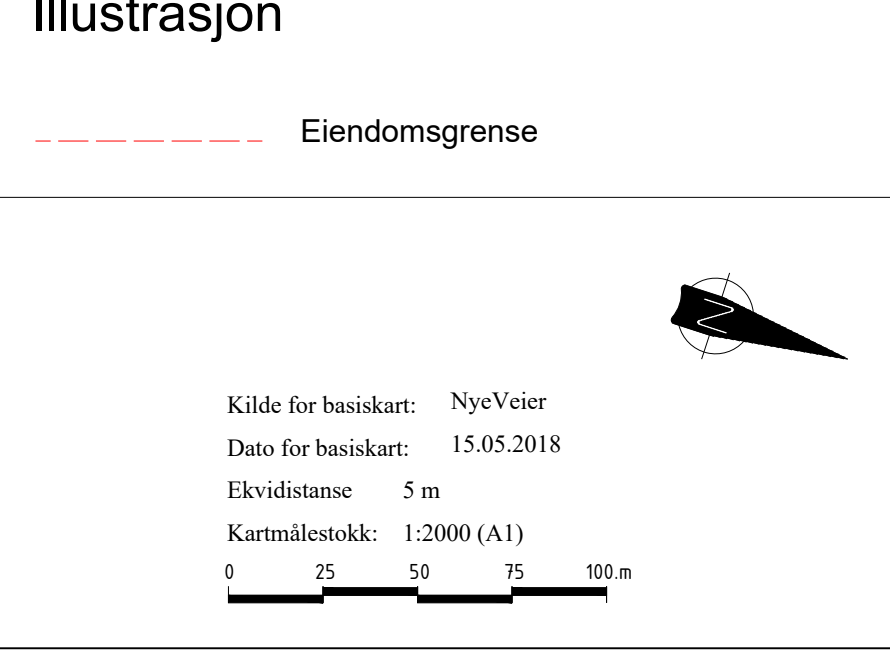 Illustrasjon
Eiendomsgrense
N
Kilde for basiskart: NyeVeier
Dato for basiskart: 15.05.2018
Ekvidistanse 5 m
Kartmålestokk: 1:2000 (A1)
0 25 50 75 100.m